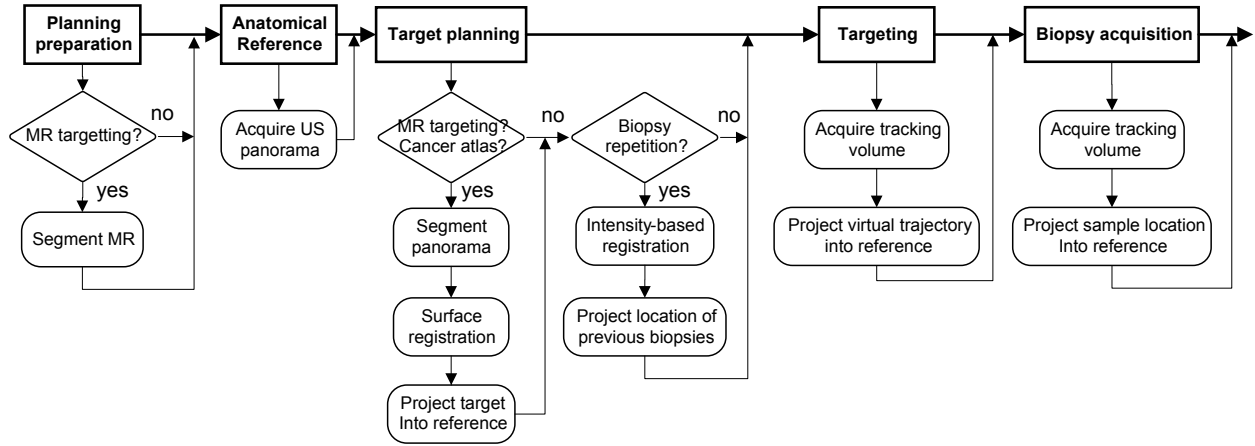 Planning
preparation
Anatomical
Reference
Target planning
Targeting
Biopsy acquisition
MR targetting?
no
yes
Segment MR
Acquire US
panorama
MR targeting?
Cancer atlas?
no
yes
Segment
panorama
Surface
registration
Project target
Into reference
Biopsy
repetition?
no
yes
Intensity-based
registration
Project location of
previous biopsies
Acquire tracking
volume
Project virtual trajectory
into reference
Acquire tracking
volume
Project sample location
Into reference